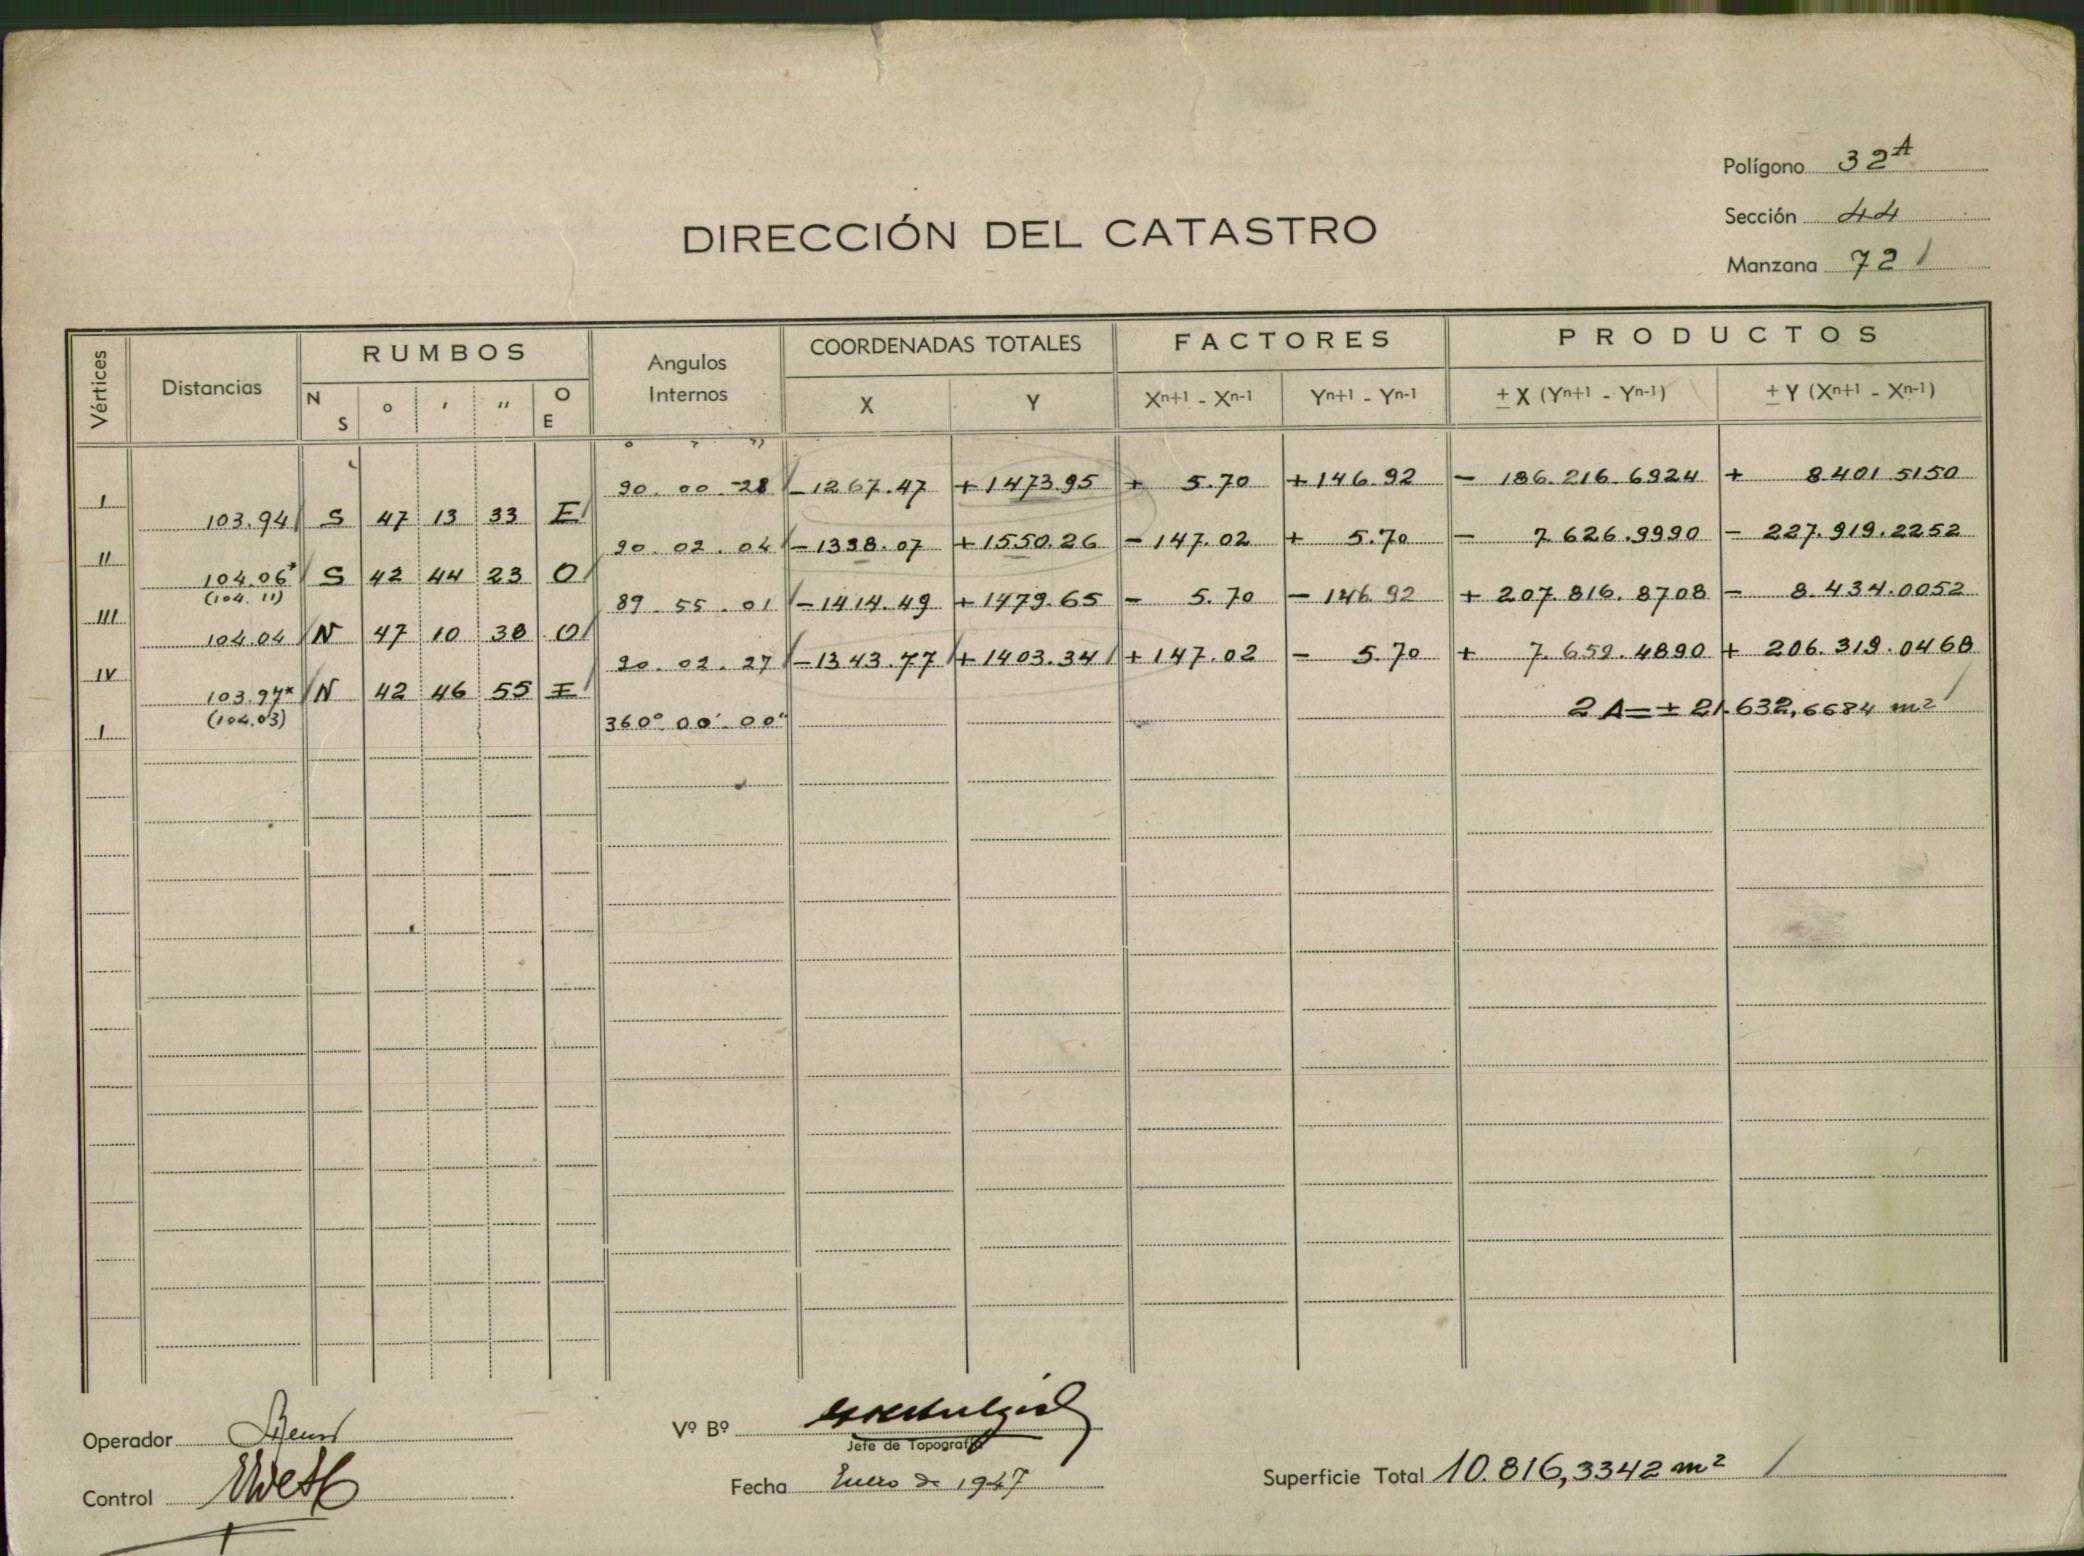 Polígono 32ᴬ
DIRECCIÓN DEL CATASTRO
Sección 44
Manzana 72
Vértices Distancias RUMBOS Angulos Internos COORDENADAS TOTALES FACTORES PRODUCTOS
N S ° ' " O E X Y Xn+1 - Xn-1 Yn+1 - Yn-1 ± X (Yn+1 - Yn-1) ± Y (Xn+1 - Xn-1)
° ' "
I 90. 00 28 -1267.47 +1473.95 + 5.70 +146.92 - 186.216.6924 + 8.401.5150
103.94 S 47 13 33 E
II 90. 02. 04 -1338.07 +1550.26 -147.02 + 5.70 - 7.626.9990 - 227.919.2252
104.06* S 42 44 23 O
(104.11)
III 89. 55. 01 -1414.49 +1479.65 - 5.70 -146.92 + 207.816.8708 - 8.434.0052
104.04 N 47 10 38 O
IV 90. 02. 27 -1343.77 +1403.34 +147.02 - 5.70 + 7.659.4890 + 206.319.0468
103.97* N 42 46 55 E
(104.03)
I 360° 00' 00" 2A=± 21.632,6684 m²
Operador
Vº Bº
Jefe de Topografía
Control
Fecha Enero de 1947
Superficie Total 10.816,3342 m²